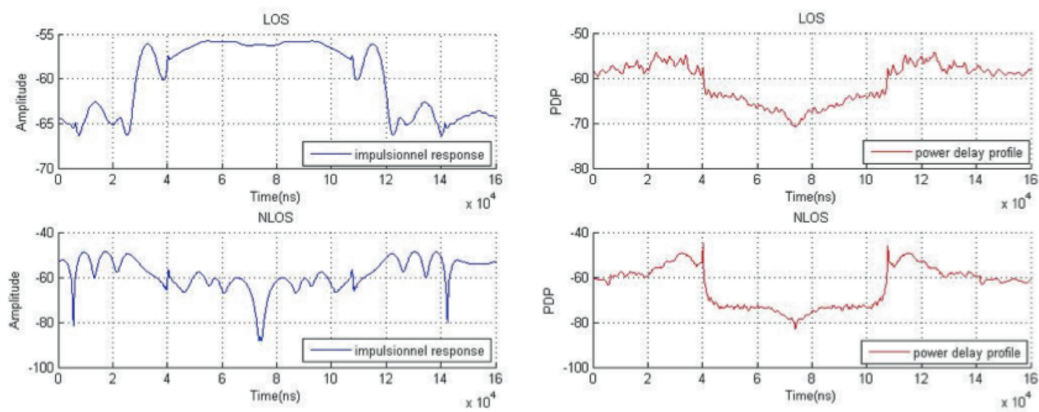 LOS
Amplitude
-55
-60
-65
-70
impulsionnel response
0 2 4 6 8 10 12 14 16
Time(ns)
x 10^4
LOS
PDP
-50
-60
-70
-80
power delay profile
0 2 4 6 8 10 12 14 16
Time(ns)
x 10^4
NLOS
Amplitude
-40
-60
-80
-100
impulsionnel response
0 2 4 6 8 10 12 14 16
Time(ns)
x 10^4
NLOS
PDP
-40
-60
-80
-100
power delay profile
0 2 4 6 8 10 12 14 16
Time(ns)
x 10^4